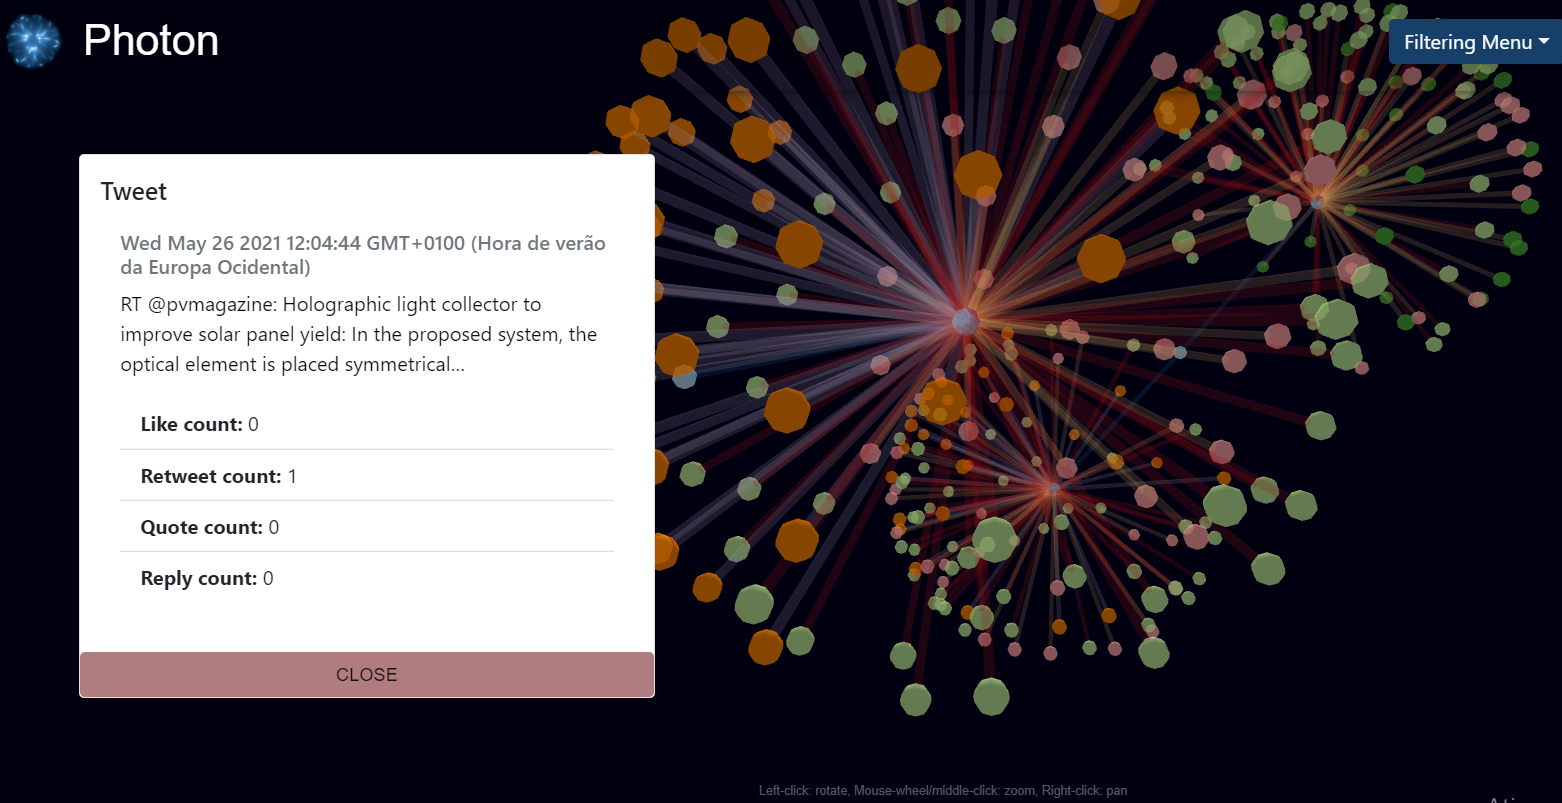 Photon
Filtering Menu
Tweet
Wed May 26 2021 12:04:44 GMT+0100 (Hora de verão
da Europa Ocidental)
RT @pvmagazine: Holographic light collector to
improve solar panel yield: In the proposed system, the
optical element is placed symmetrical...
Like count: 0
Retweet count: 1
Quote count: 0
Reply count: 0
CLOSE
Left-click: rotate, Mouse-wheel/middle-click: zoom, Right-click: pan